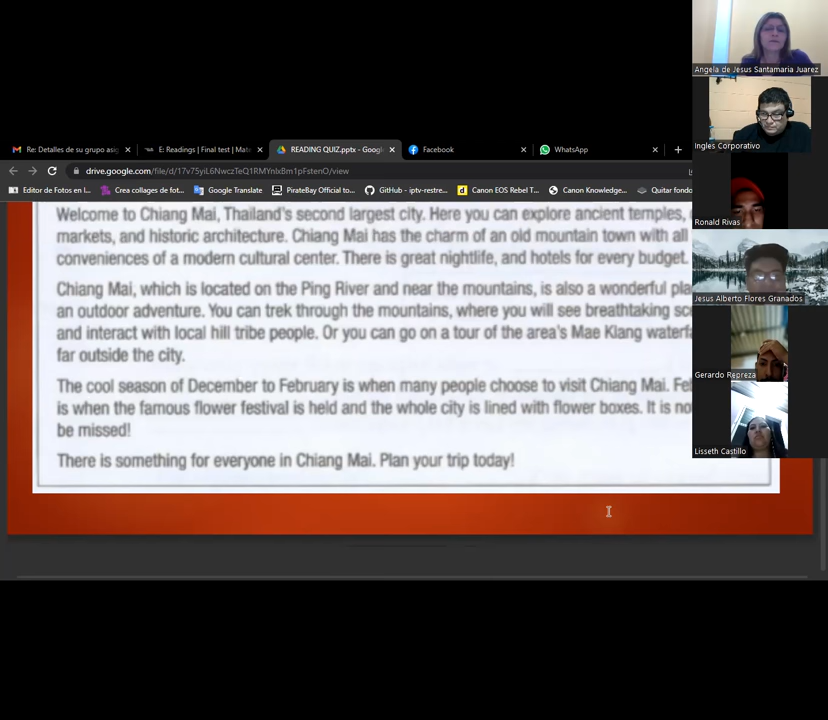 Angela de Jesus Santamaria Juarez
Ingles Corporativo
Ronald Rivas
Jesus Alberto Flores Granados
Gerardo Repreza
Lisseth Castillo
Re: Detalles de su grupo asig
E: Readings | Final test | Mate
READING QUIZ.pptx - Google
Facebook
WhatsApp
drive.google.com/file/d/17v75yiL6NwczTeQ1RMYnlxBm1pFstenO/view
Editor de Fotos en l...
Crea collages de fot...
Google Translate
PirateBay Official to...
GitHub - iptv-restre...
Canon EOS Rebel T...
Canon Knowledge...
Quitar fondo
Welcome to Chiang Mai, Thailand's second largest city. Here you can explore ancient temples,
markets, and historic architecture. Chiang Mai has the charm of an old mountain town with all
conveniences of a modern cultural center. There is great nightlife, and hotels for every budget.
Chiang Mai, which is located on the Ping River and near the mountains, is also a wonderful pla
an outdoor adventure. You can trek through the mountains, where you will see breathtaking sc
and interact with local hill tribe people. Or you can go on a tour of the area's Mae Klang waterfa
far outside the city.
The cool season of December to February is when many people choose to visit Chiang Mai. Feb
is when the famous flower festival is held and the whole city is lined with flower boxes. It is no
be missed!
There is something for everyone in Chiang Mai. Plan your trip today!